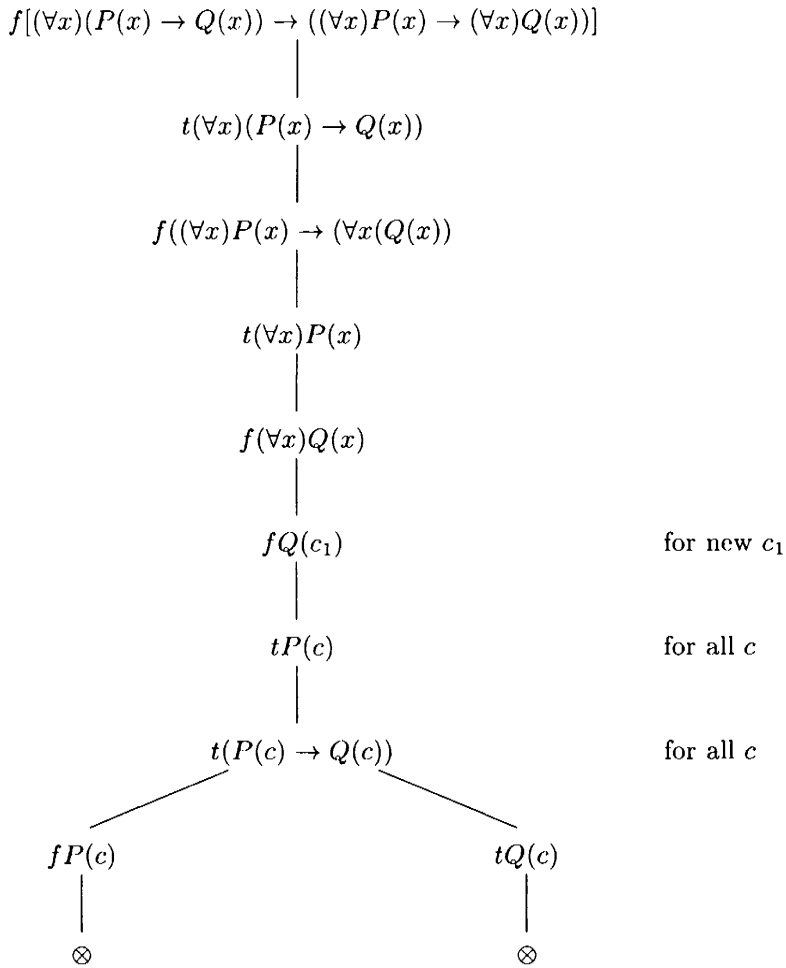 f[(∀x)(P(x) → Q(x)) → ((∀x)P(x) → (∀x)Q(x))]
t(∀x)(P(x) → Q(x))
f((∀x)P(x) → (∀x(Q(x))
t(∀x)P(x)
f(∀x)Q(x)
fQ(c₁) for new c₁
tP(c) for all c
t(P(c) → Q(c)) for all c
fP(c) tQ(c)
⊗ ⊗